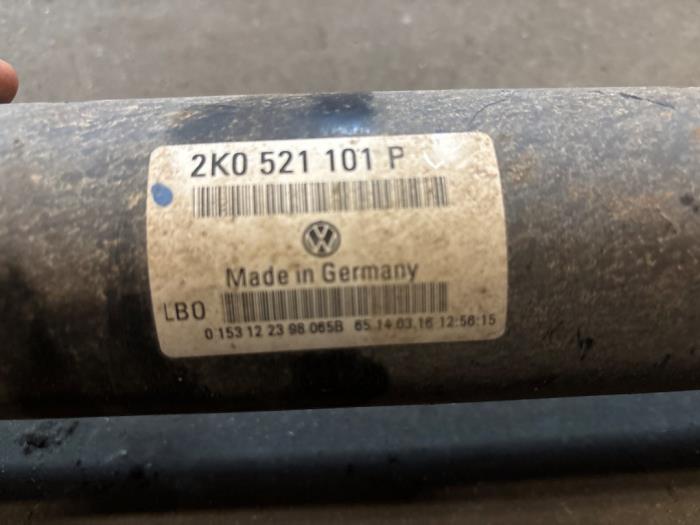 2K0 521 101 P
VW
Made in Germany
LBO
0 153 12 23 98 065B 65 14 03.16 12:56:15